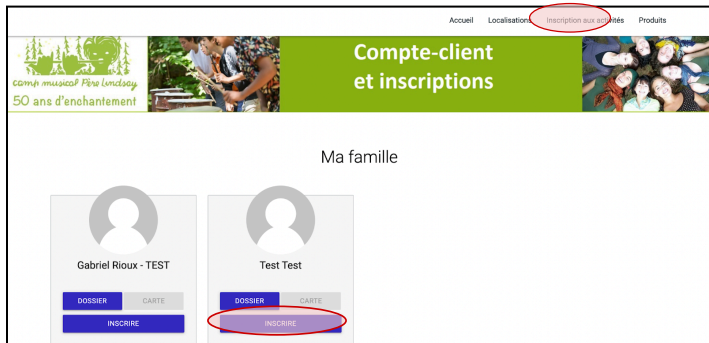 Accueil Localisations Inscription aux activités Produits
camp musical Père Lindsay
50 ans d'enchantement
Compte-client
et inscriptions
Ma famille
Gabriel Rioux - TEST
DOSSIER CARTE
INSCRIRE
Test Test
DOSSIER CARTE
INSCRIRE